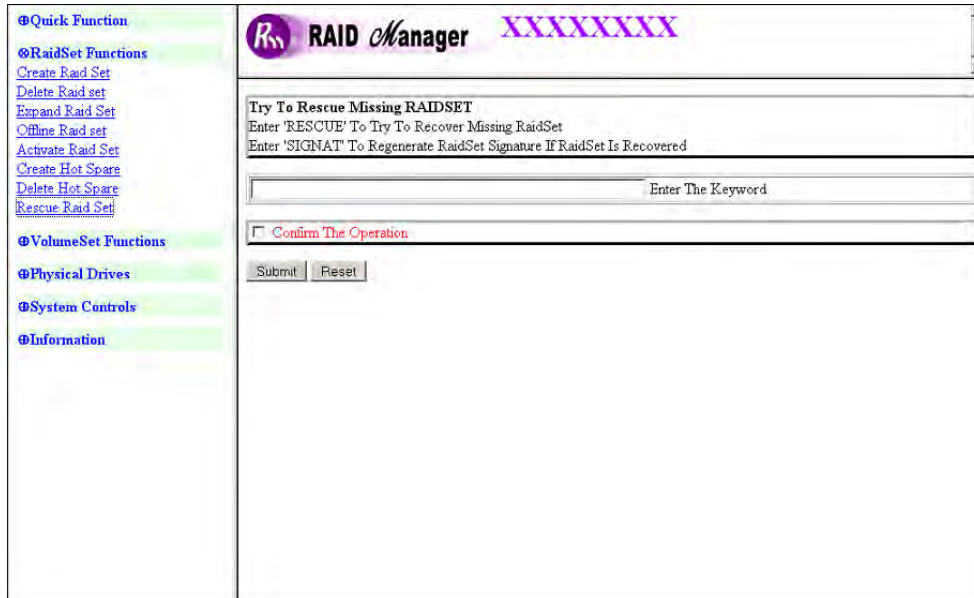 Quick Function
RaidSet Functions
Create Raid Set
Delete Raid set
Expand Raid Set
Offline Raid set
Activate Raid Set
Create Hot Spare
Delete Hot Spare
Rescue Raid Set
VolumeSet Functions
Physical Drives
System Controls
Information
Rm RAID Manager XXXXXXXX
Try To Rescue Missing RAIDSET
Enter 'RESCUE' To Try To Recover Missing RaidSet
Enter 'SIGNAT' To Regenerate RaidSet Signature If RaidSet Is Recovered
Enter The Keyword
Confirm The Operation
Submit Reset